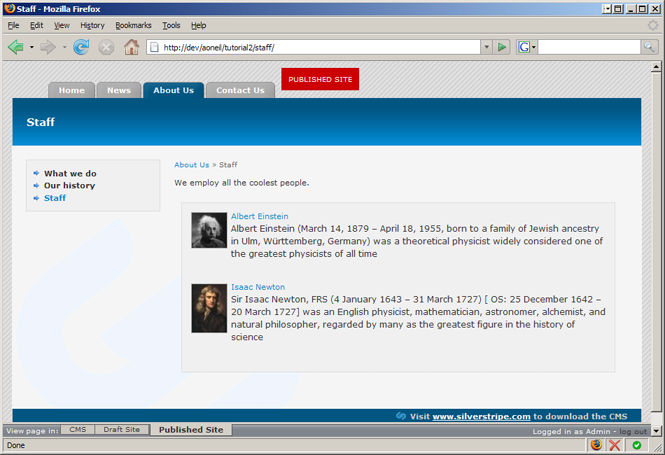 Staff - Mozilla Firefox
File Edit View History Bookmarks Tools Help
http://dev/aoneil/tutorial2/staff/
G
PUBLISHED SITE
Home News About Us Contact Us
Staff
What we do
Our history
Staff
About Us » Staff
We employ all the coolest people.
Albert Einstein
Albert Einstein (March 14, 1879 – April 18, 1955, born to a family of Jewish ancestry
in Ulm, Württemberg, Germany) was a theoretical physicist widely considered one of
the greatest physicists of all time
Isaac Newton
Sir Isaac Newton, FRS (4 January 1643 – 31 March 1727) [ OS: 25 December 1642 –
20 March 1727] was an English physicist, mathematician, astronomer, alchemist, and
natural philosopher, regarded by many as the greatest figure in the history of
science
Visit www.silverstripe.com to download the CMS
View page in: CMS Draft Site Published Site Logged in as Admin - log out
Done